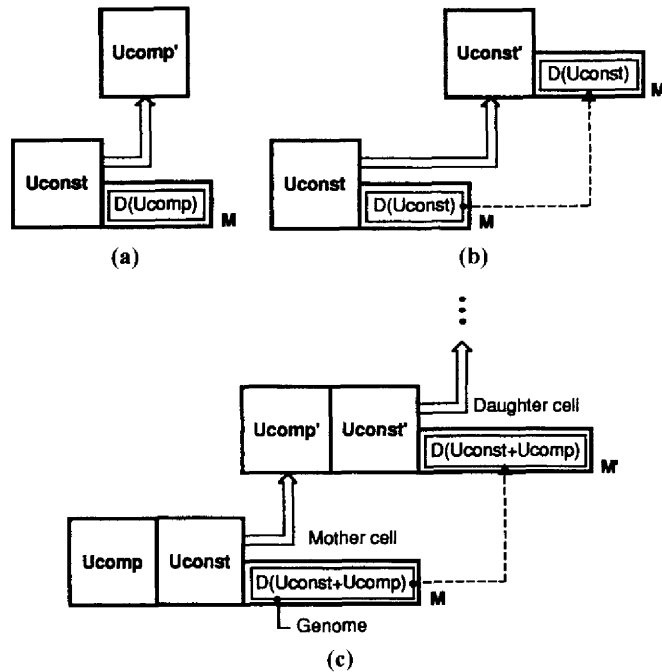 Ucomp'
Uconst
D(Ucomp)
M
(a)
Uconst'
D(Uconst)
M
Uconst
D(Uconst)
M
(b)
Daughter cell
Ucomp'
Uconst'
D(Uconst+Ucomp)
M'
Mother cell
Ucomp
Uconst
D(Uconst+Ucomp)
M
Genome
(c)